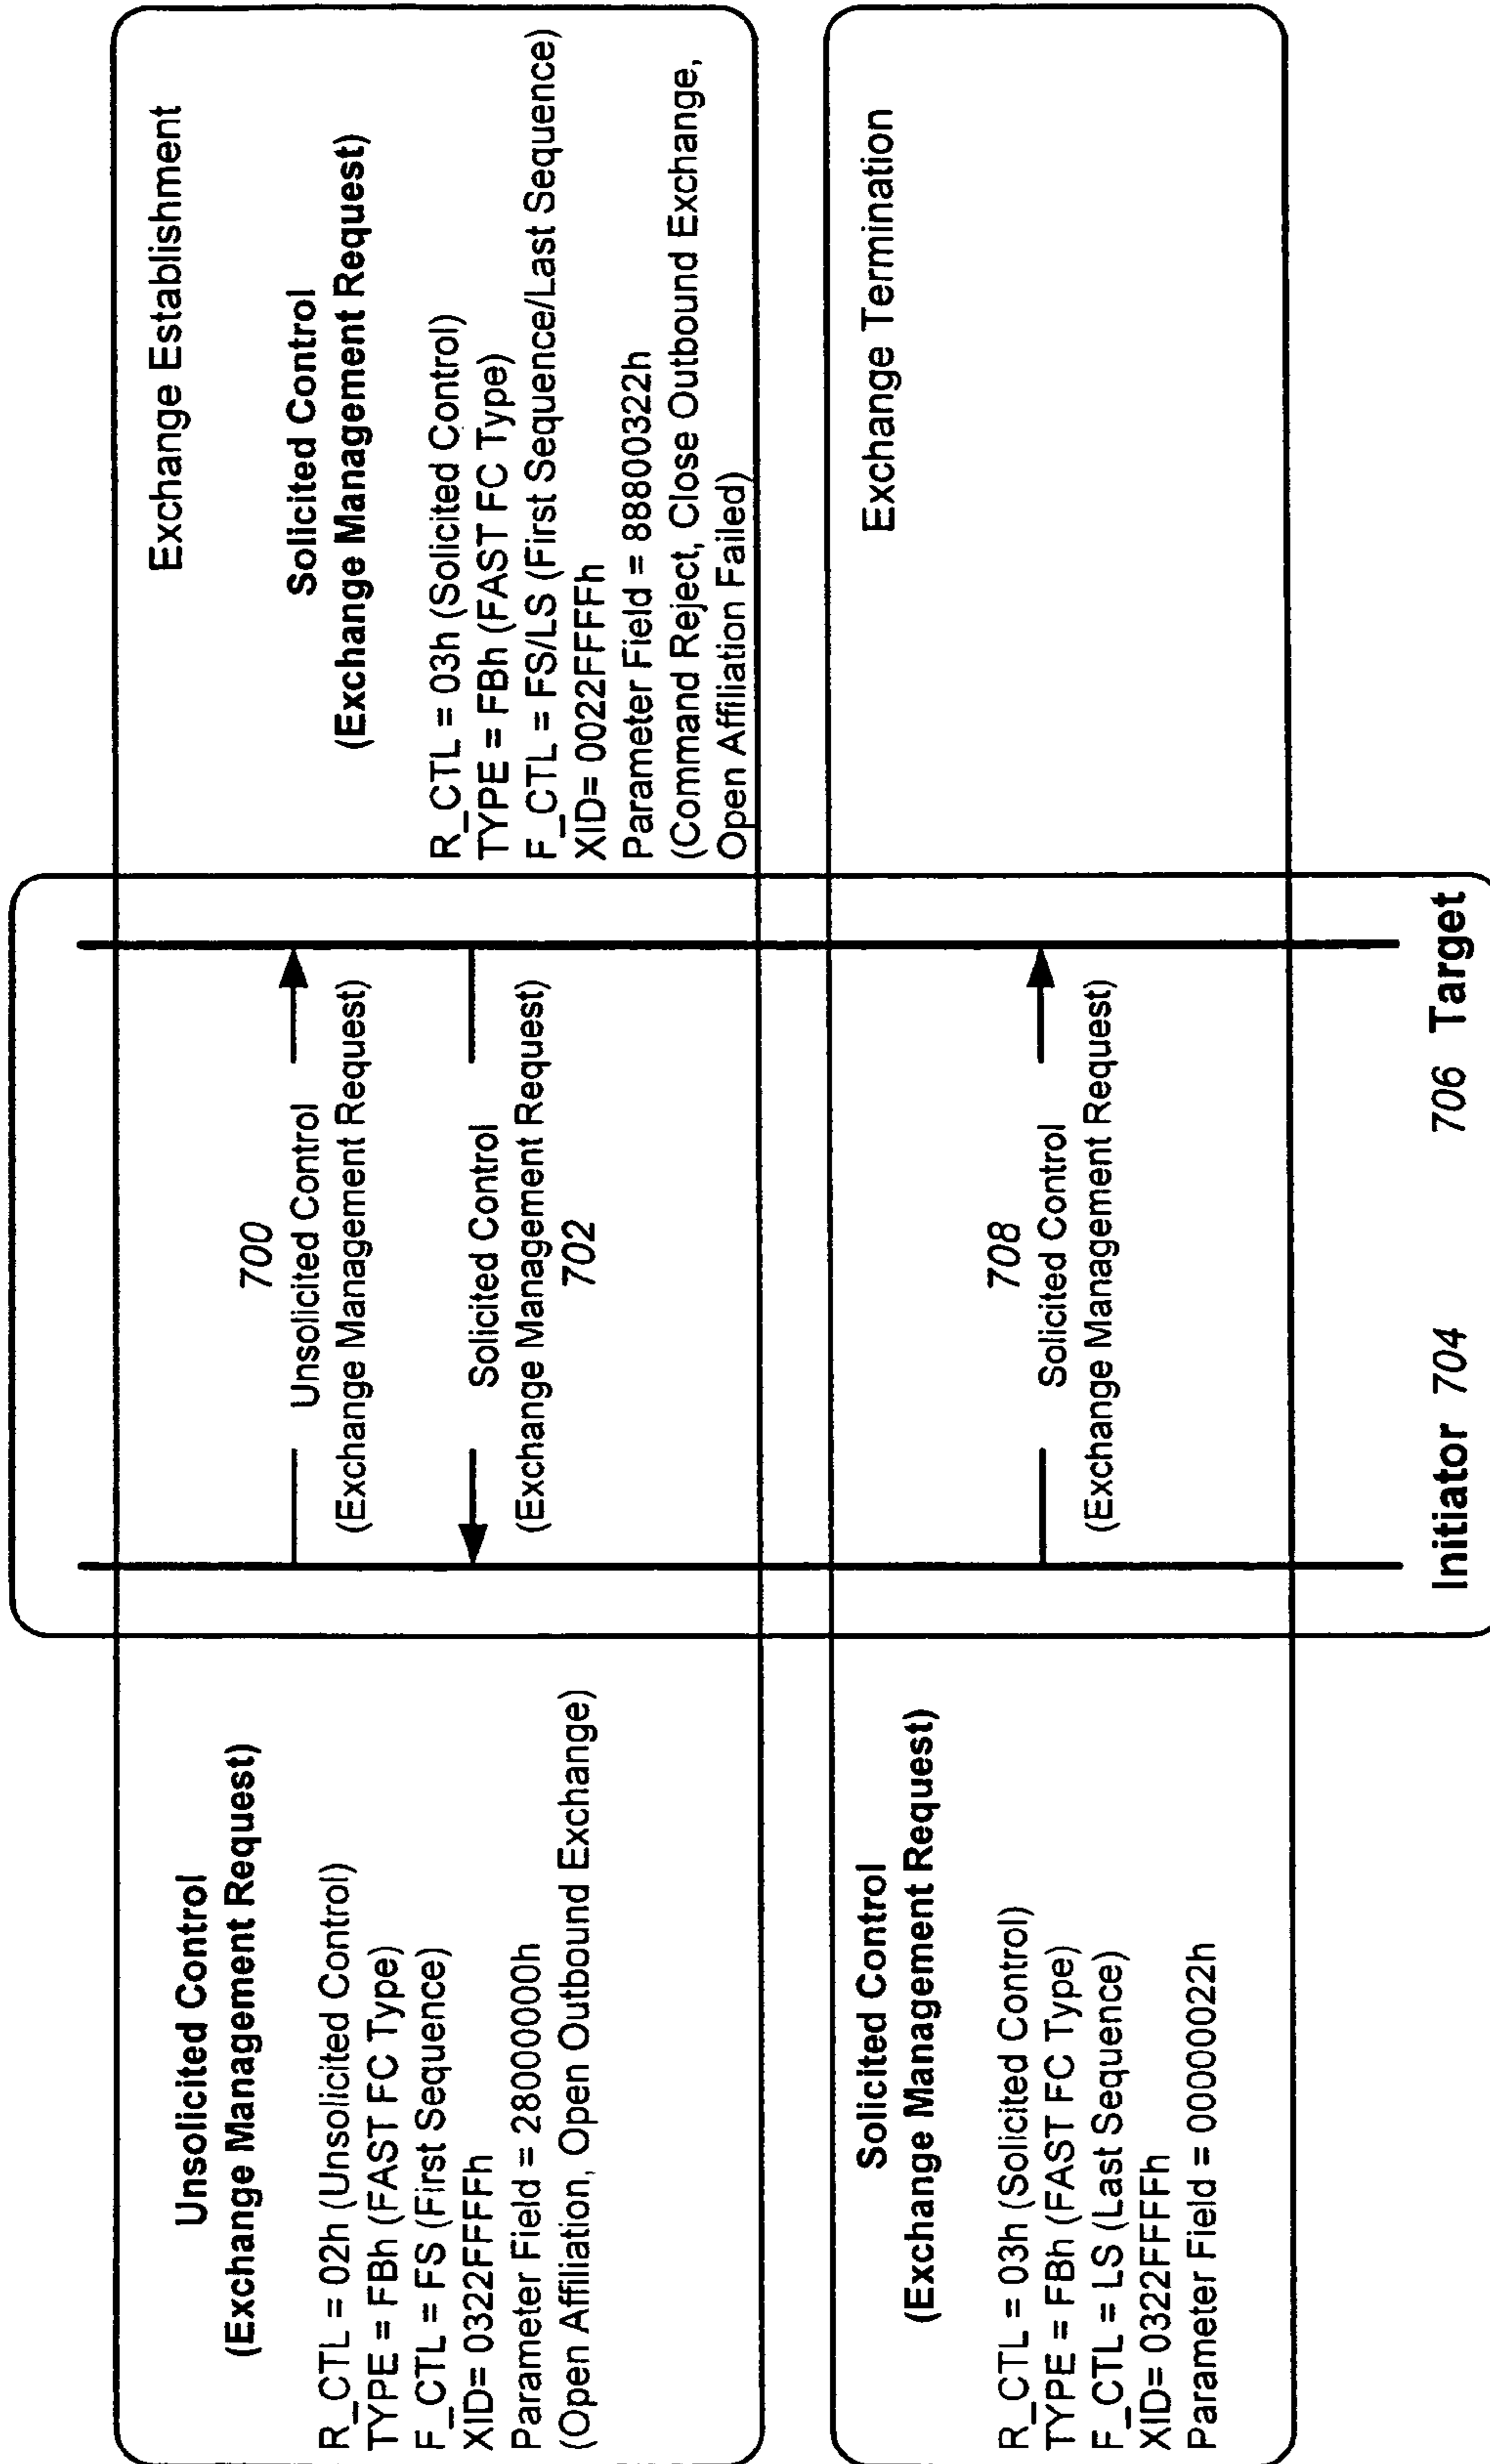 Exchange Establishment
Unsolicited Control
(Exchange Management Request)
R_CTL = 02h (Unsolicited Control)
TYPE = FBh (FAST FC Type)
F_CTL = FS (First Sequence)
XID= 0322FFFFh
Parameter Field = 28000000h
(Open Affiliation, Open Outbound Exchange)
700
Unsolicited Control
(Exchange Management Request)
Solicited Control
(Exchange Management Request)
702
Solicited Control
(Exchange Management Request)
R_CTL = 03h (Solicited Control)
TYPE = FBh (FAST FC Type)
F_CTL = FS/LS (First Sequence/Last Sequence)
XID= 0022FFFFh
Parameter Field = 88800322h
(Command Reject, Close Outbound Exchange,
Open Affiliation Failed)
Exchange Termination
Solicited Control
(Exchange Management Request)
R_CTL = 03h (Solicited Control)
TYPE = FBh (FAST FC Type)
F_CTL = LS (Last Sequence)
XID= 0322FFFFh
Parameter Field = 00000022h
708
Solicited Control
(Exchange Management Request)
Initiator 704
706 Target